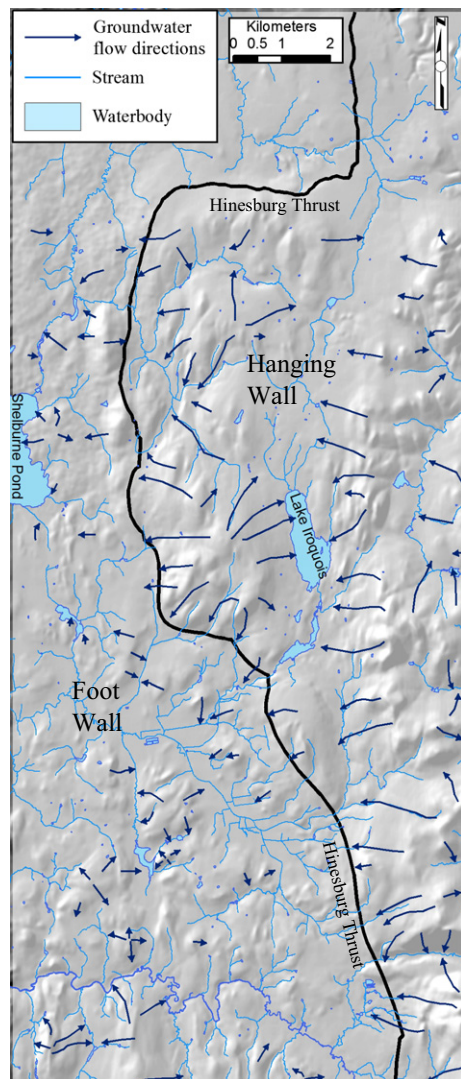 Groundwater
flow directions
Stream
Waterbody
Kilometers
0 0.5 1 2
Hinesburg Thrust
Hanging
Wall
Shelburne Pond
Lake Iroquois
Foot
Wall
Hinesburg Thrust